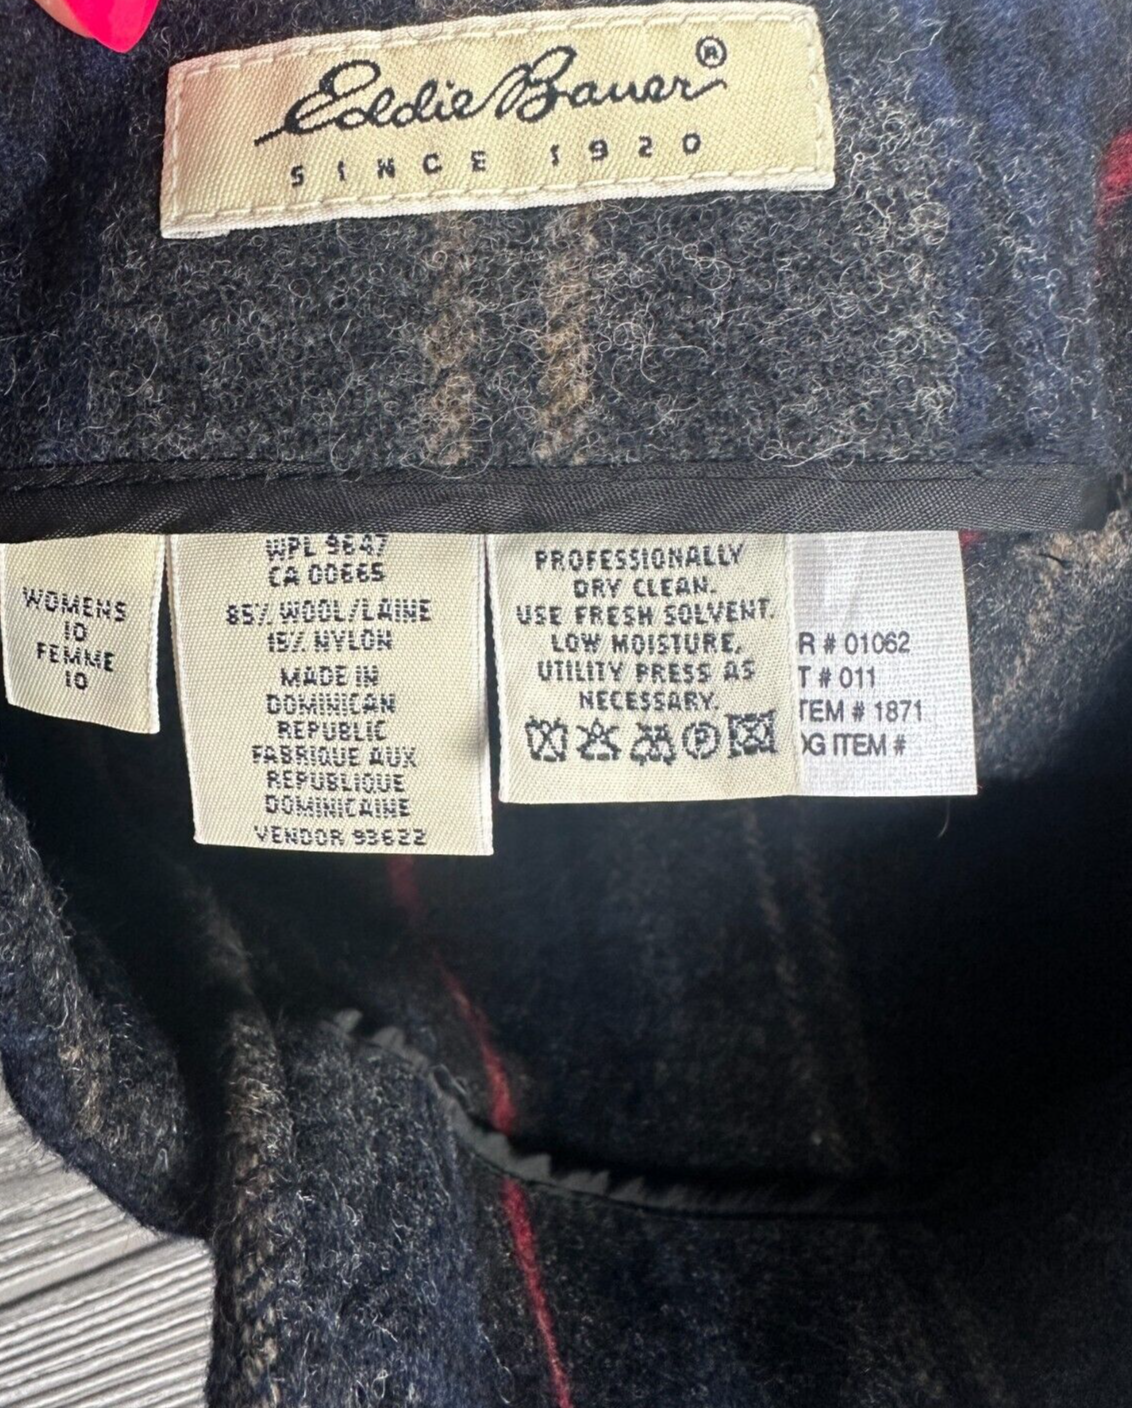 Eddie Bauer®
SINCE 1920
WOMENS
10
FEMME
10
WPL 9647
CA 00665
85% WOOL/LAINE
15% NYLON
MADE IN
DOMINICAN
REPUBLIC
FABRIQUE AUX
REPUBLIQUE
DOMINICAINE
VENDOR 93622
PROFESSIONALLY
DRY CLEAN.
USE FRESH SOLVENT.
LOW MOISTURE.
UTILITY PRESS AS
NECESSARY.
P
R # 01062
T # 011
TEM # 1871
G ITEM #